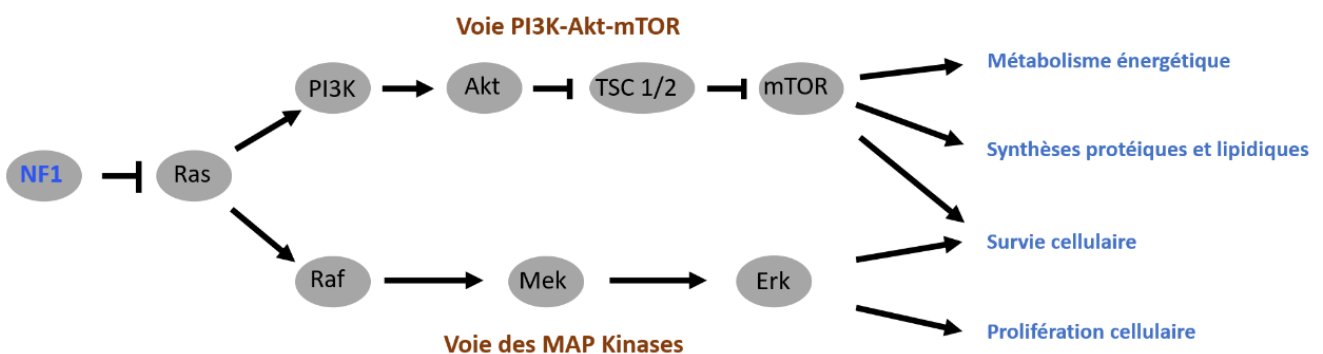 Voie PI3K-Akt-mTOR
PI3K
Akt
TSC 1/2
mTOR
Métabolisme énergétique
Synthèses protéiques et lipidiques
NF1
Ras
Survie cellulaire
Raf
Mek
Erk
Prolifération cellulaire
Voie des MAP Kinases